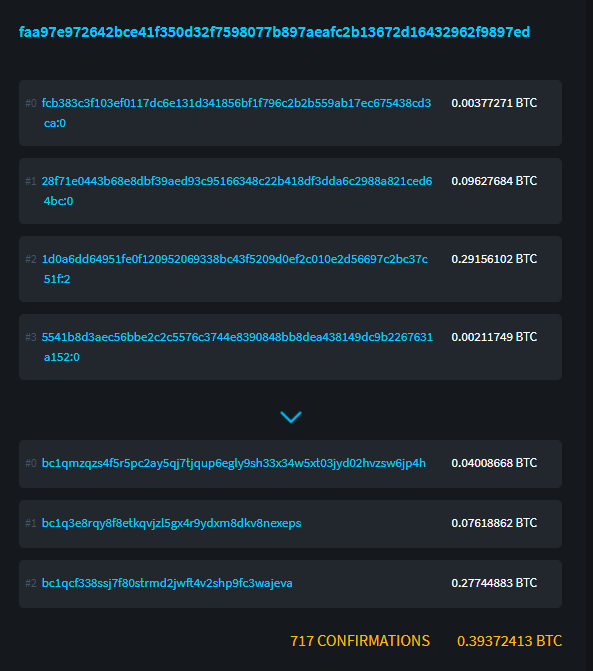 faa97e972642bce41f350d32f7598077b897aeafc2b13672d16432962f9897ed
#0 fcb383c3f103ef0117dc6e131d341856bf1f796c2b2b559ab17ec675438cd3 0.00377271 BTC
ca:0
#1 28f71e0443b68e8dbf39aed93c95166348c22b418df3dda6c2988a821ced6 0.09627684 BTC
4bc:0
#2 1d0a6dd64951fe0f120952069338bc43f5209d0ef2c010e2d56697c2bc37c 0.29156102 BTC
51f:2
#3 5541b8d3aec56bbe2c2c5576c3744e8390848bb8dea438149dc9b2267631 0.00211749 BTC
a152:0
#0 bc1qmzqzs4f5r5pc2ay5qj7tjqup6egly9sh33x34w5xt03jyd02hvzsw6jp4h 0.04008668 BTC
#1 bc1q3e8rqy8f8etkqvjzl5gx4r9ydxm8dkv8nexeps 0.07618862 BTC
#2 bc1qcf338ssj7f80strmd2jwft4v2shp9fc3wajeva 0.27744883 BTC
717 CONFIRMATIONS 0.39372413 BTC